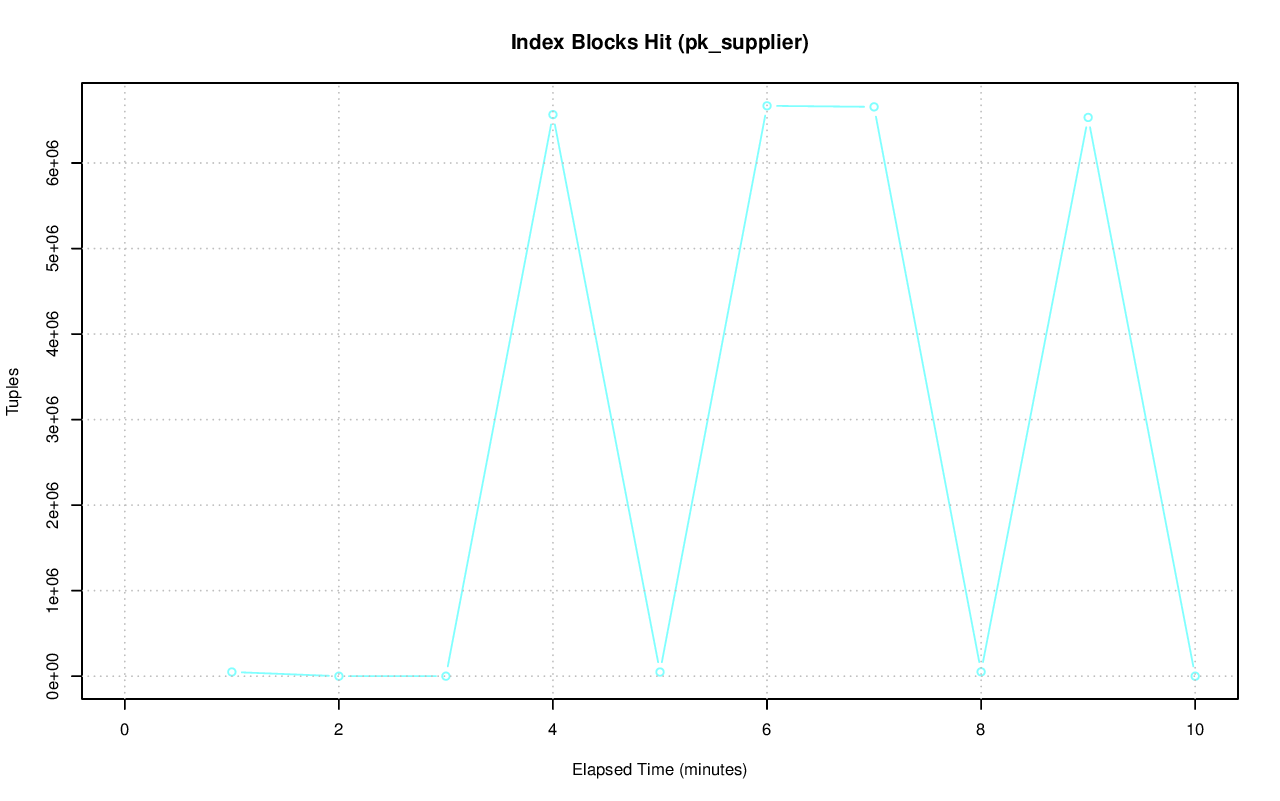 Index Blocks Hit (pk_supplier)
Tuples
6e+06
5e+06
4e+06
3e+06
2e+06
1e+06
0e+00
0 2 4 6 8 10
Elapsed Time (minutes)